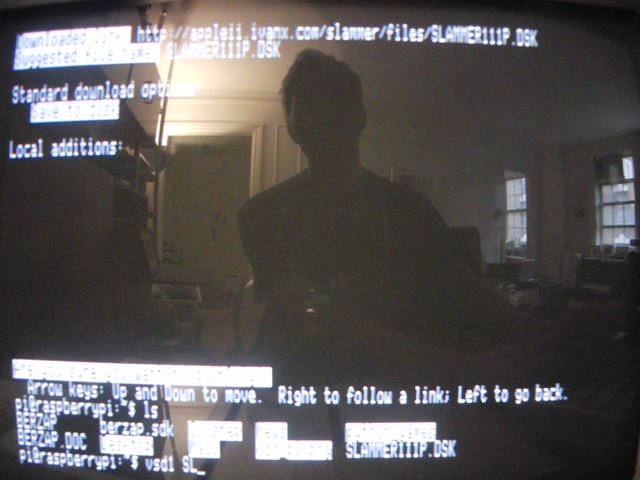 Downloaded link: http://appleii.ivanx.com/slammer/files/SLAMMER111P.DSK
Suggested file name: SLAMMER111P.DSK
Standard download options:
Save to disk
Local additions:
Arrow keys: Up and Down to move. Right to follow a link; Left to go back.
pi@raspberrypi:~$ ls
BERZAP berzap.sdk
BERZAP.DOC SLAMMER111P.DSK
pi@raspberrypi:~$ vsd1 SL_